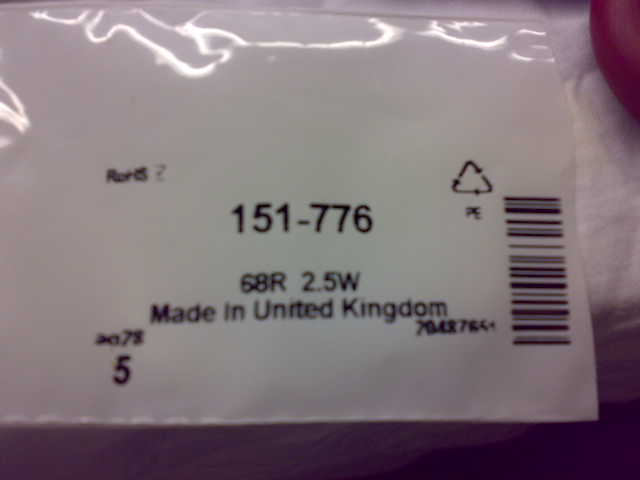 RoHS
PE
151-776
68R 2.5W
Made In United Kingdom
5